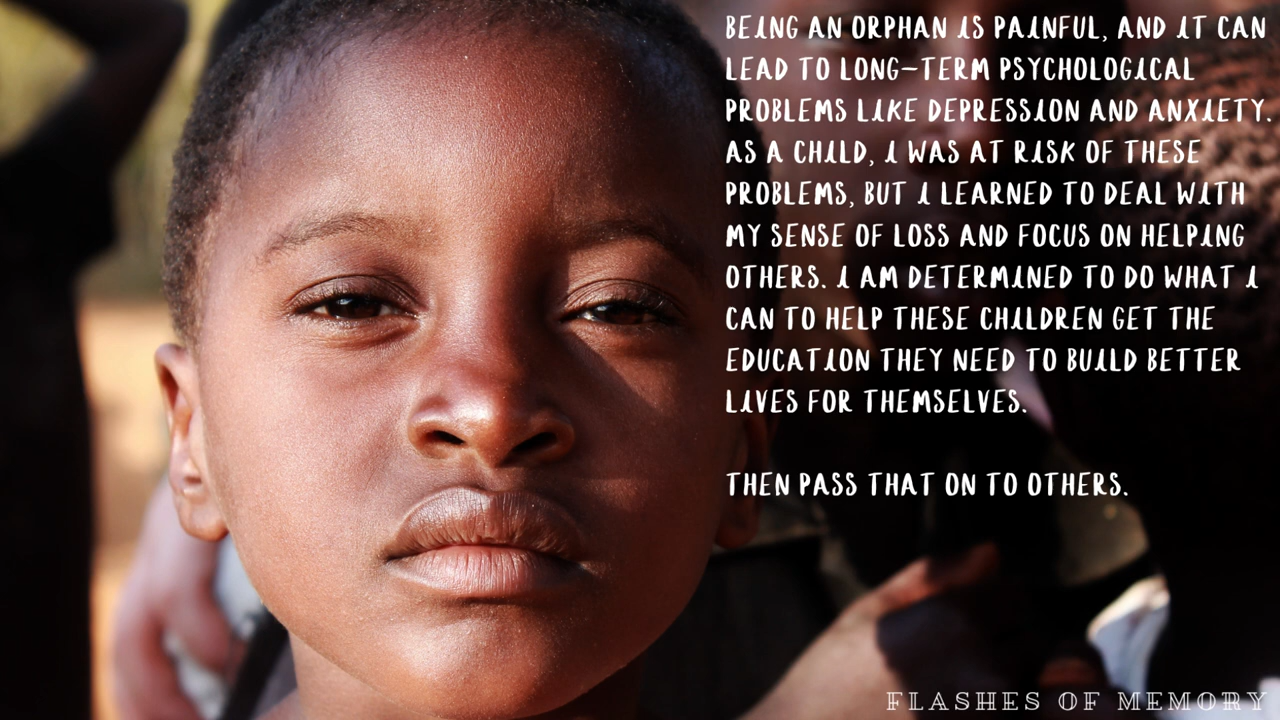 BEING AN ORPHAN IS PAINFUL, AND IT CAN
LEAD TO LONG-TERM PSYCHOLOGICAL
PROBLEMS LIKE DEPRESSION AND ANXIETY.
AS A CHILD, I WAS AT RISK OF THESE
PROBLEMS, BUT I LEARNED TO DEAL WITH
MY SENSE OF LOSS AND FOCUS ON HELPING
OTHERS. I AM DETERMINED TO DO WHAT I
CAN TO HELP THESE CHILDREN GET THE
EDUCATION THEY NEED TO BUILD BETTER
LIVES FOR THEMSELVES.
THEN PASS THAT ON TO OTHERS.
FLASHES OF MEMORY